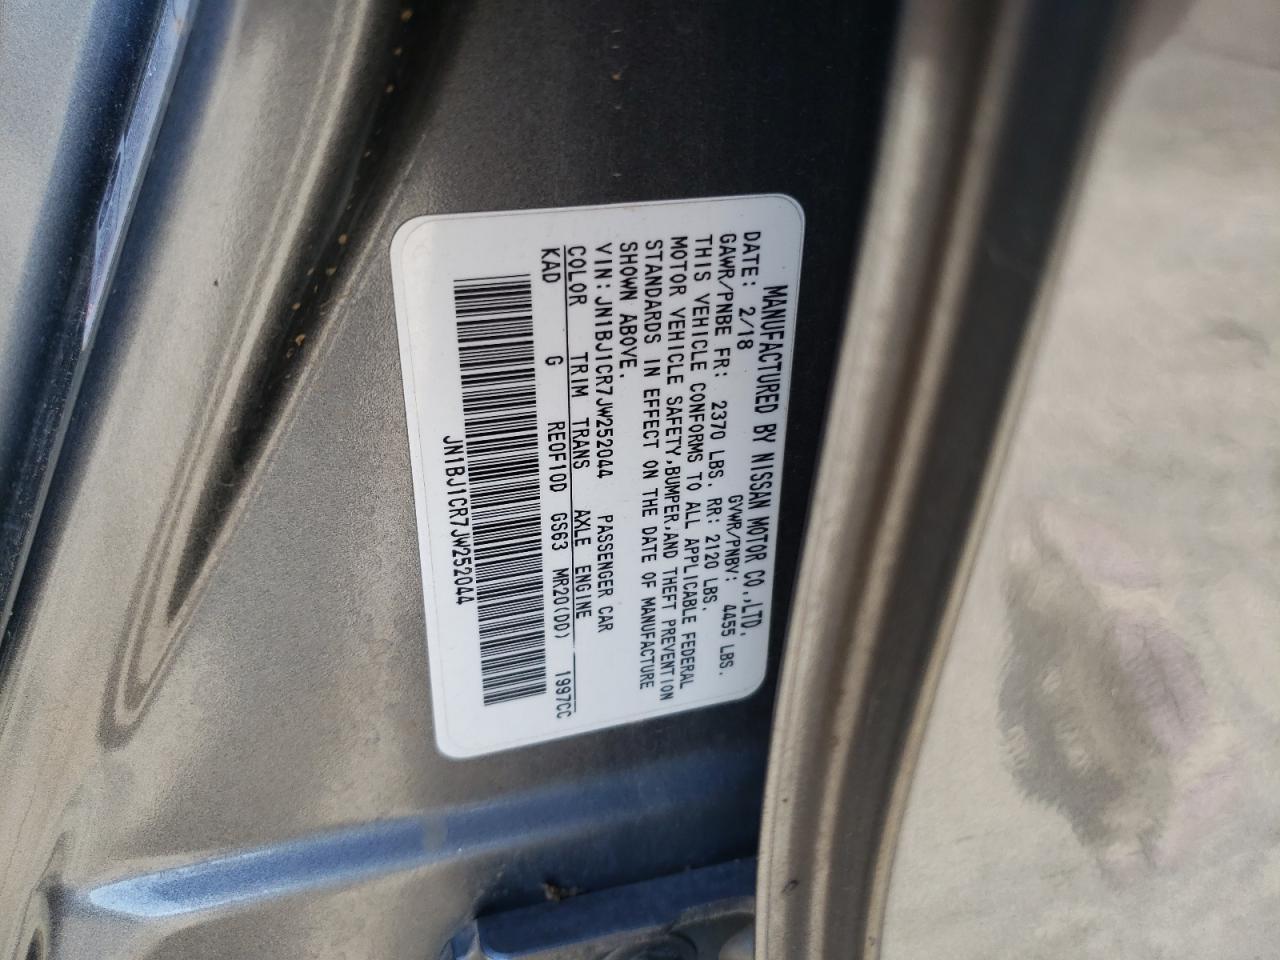 MANUFACTURED BY NISSAN MOTOR CO.,LTD.
DATE: 2/18 GVWR/PNBV: 4455 LBS.
GAWR/PNBE FR: 2370 LBS. RR: 2120 LBS.
THIS VEHICLE CONFORMS TO ALL APPLICABLE FEDERAL
MOTOR VEHICLE SAFETY,BUMPER,AND THEFT PREVENTION
STANDARDS IN EFFECT ON THE DATE OF MANUFACTURE
SHOWN ABOVE.
VIN: JN1BJ1CR7JW252044 PASSENGER CAR
COLOR TRIM TRANS AXLE ENGINE
KAD G RE0F10D GS63 MR20(DD) 1997CC
JN1BJ1CR7JW252044